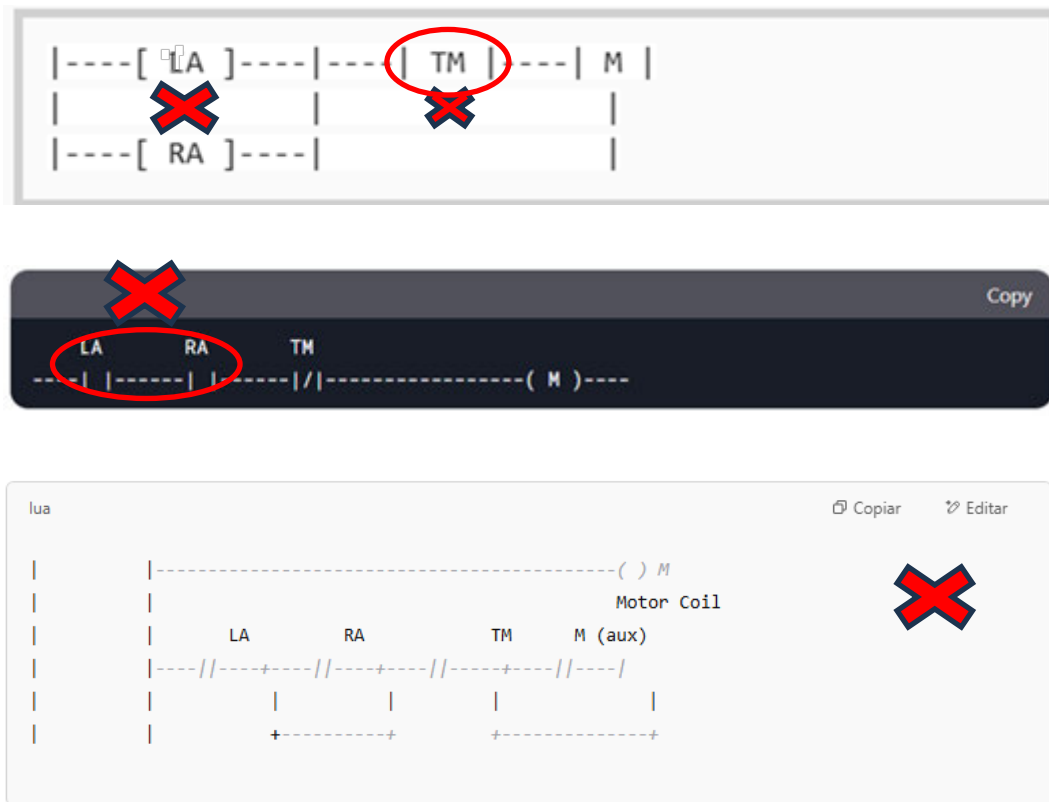 |----[ LA ]----|----| TM |----| M |
|                |                  |
|----[ RA ]----|                  |
Copy
LA RA TM
----| |------| |------|/|-----------------( M )----
lua Copiar Editar
|        |--------------------------------------------( ) M
|        |                                            Motor Coil
|        |      LA         RA            TM      M (aux)
|        |----||----+----||----+----||-----+----||----|
|        |          |          |         |              |
|        |          +----------+         +--------------+